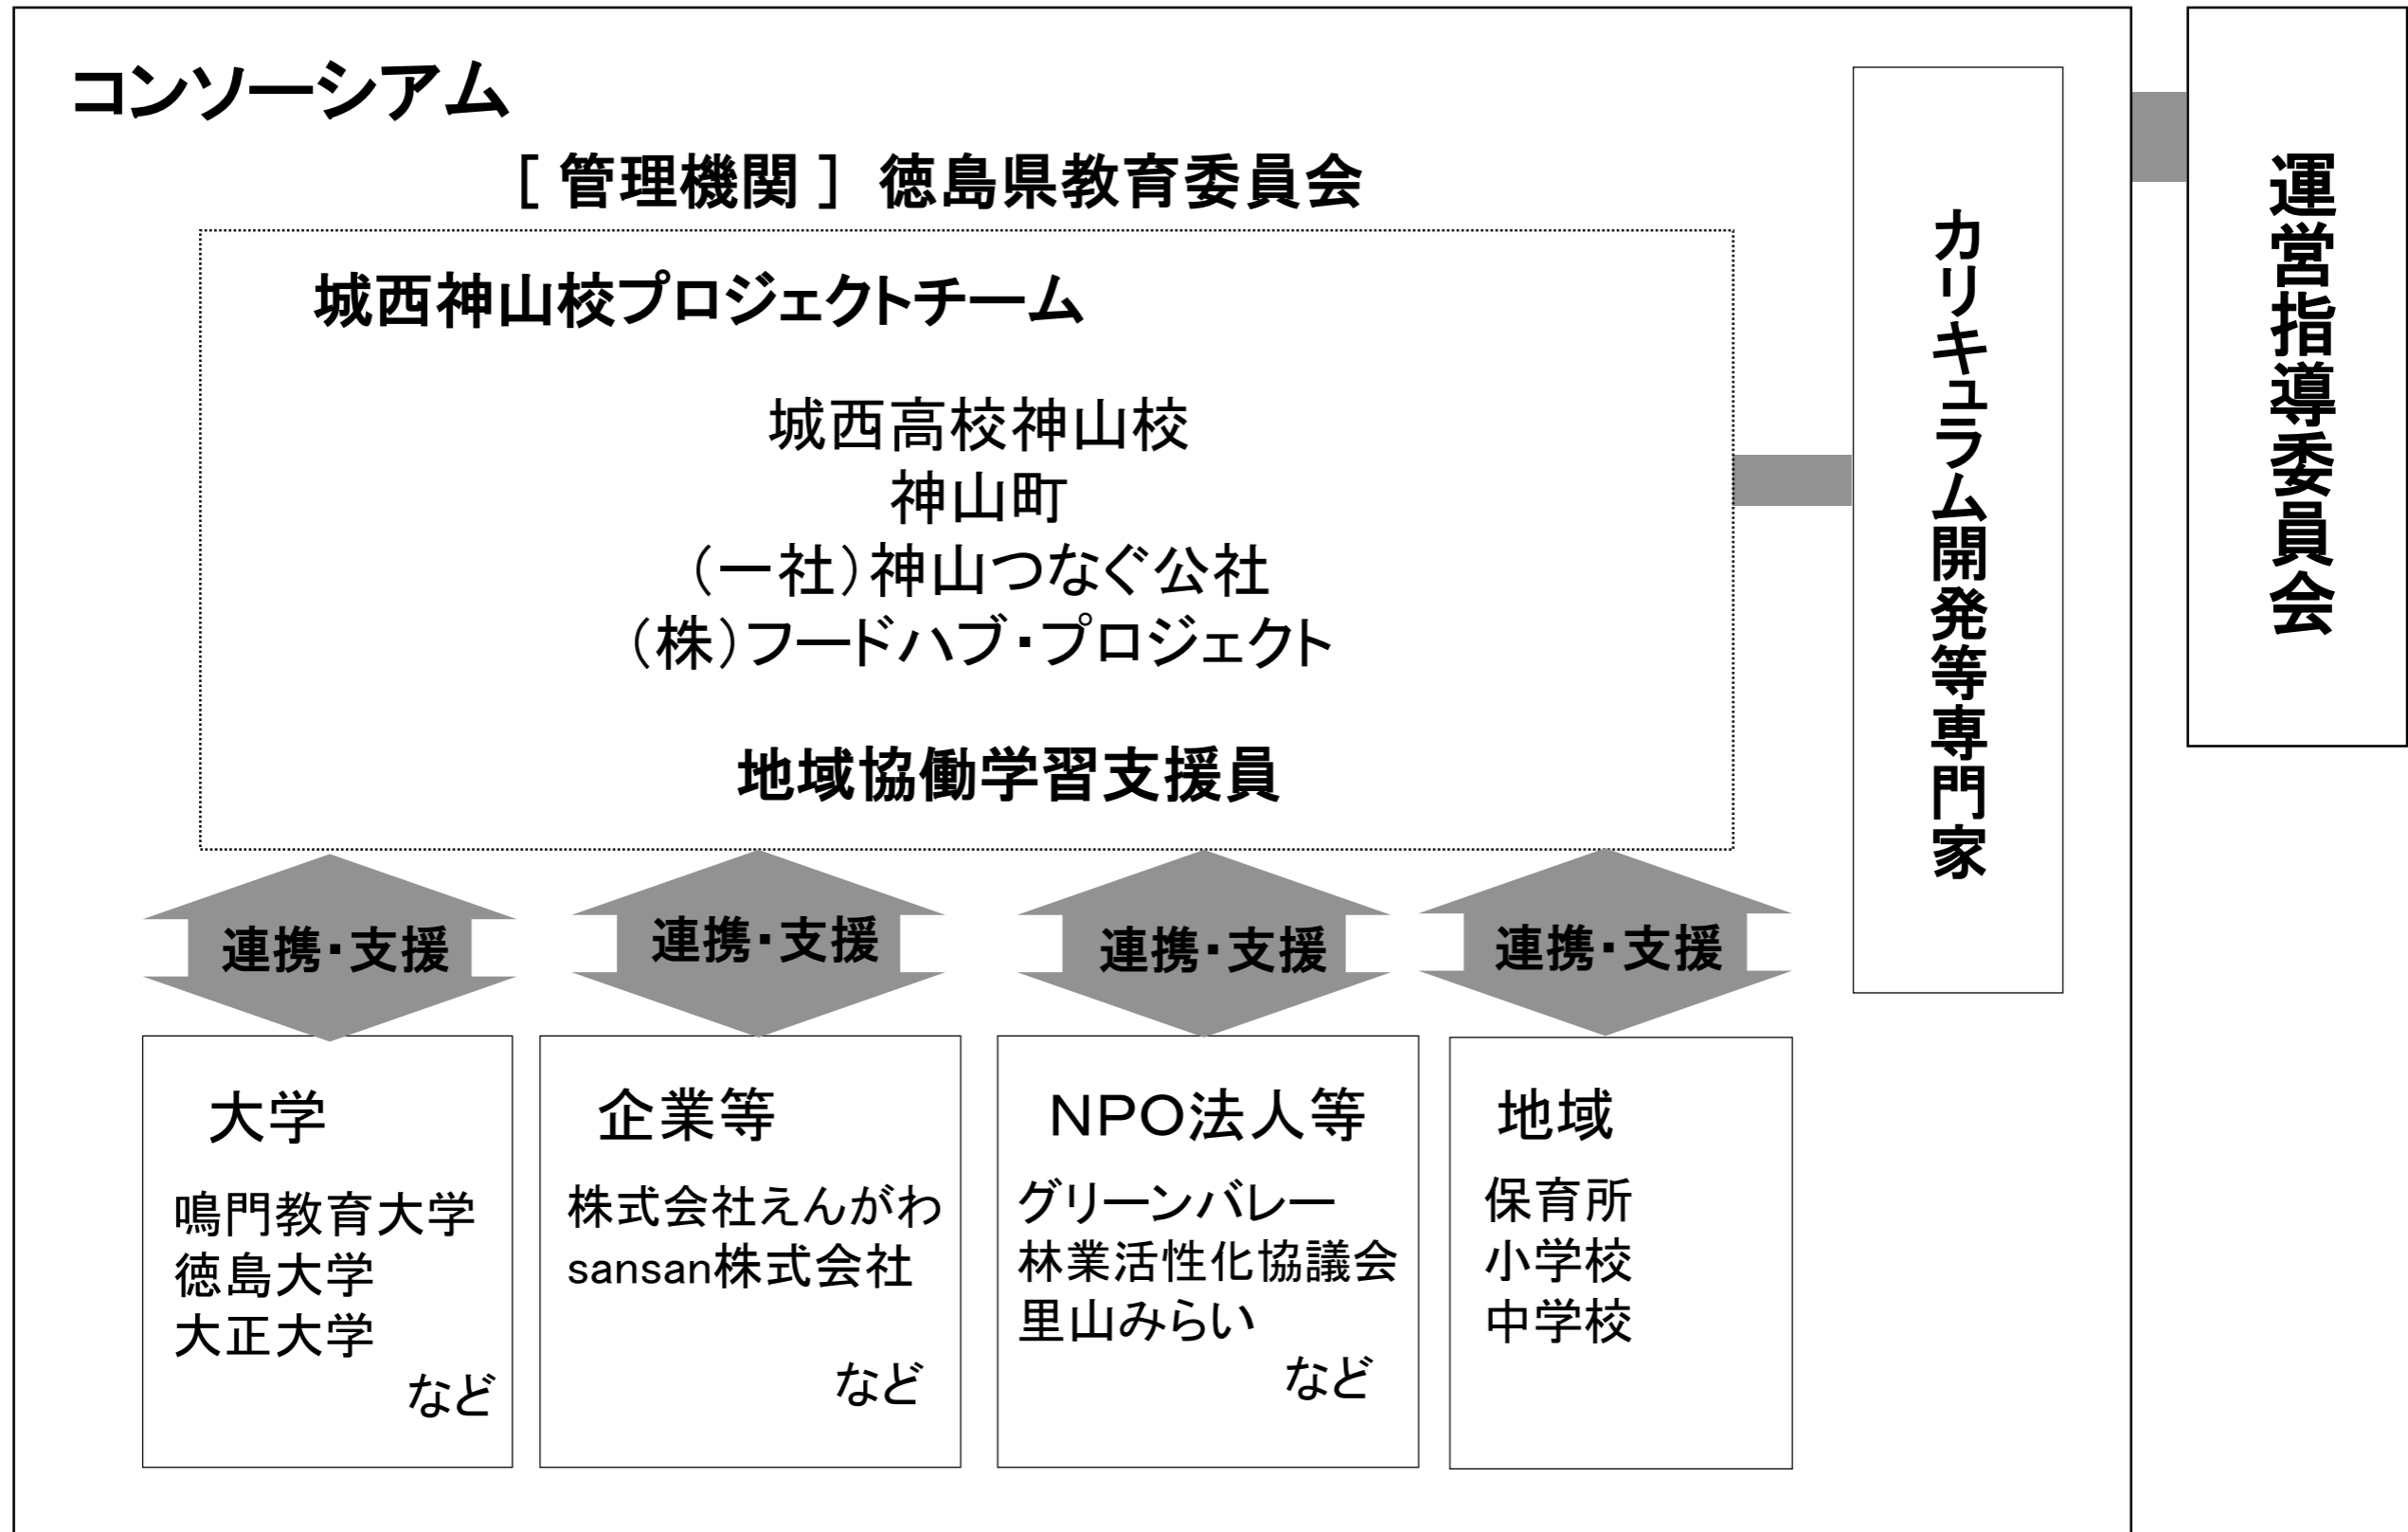 コンソーシアム
［ 管理機関 ］ 徳島県教育委員会
城西神山校プロジェクトチーム
城西高校神山校
神山町
（一社）神山つなぐ公社
（株）フードハブ・プロジェクト
地域協働学習支援員
カリキュラム開発等専門家
運営指導委員会
連携・支援
連携・支援
連携・支援
連携・支援
大学
鳴門教育大学
徳島大学
大正大学
など
企業等
株式会社えんがわ
sansan株式会社
など
NPO法人等
グリーンバレー
林業活性化協議会
里山みらい
など
地域
保育所
小学校
中学校